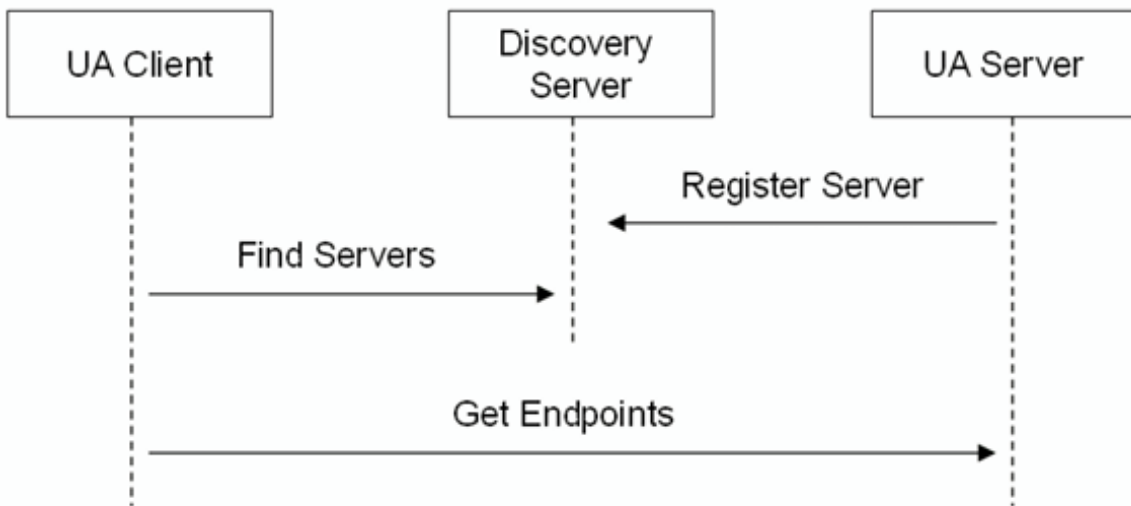 UA Client
Discovery
Server
UA Server
Register Server
Find Servers
Get Endpoints